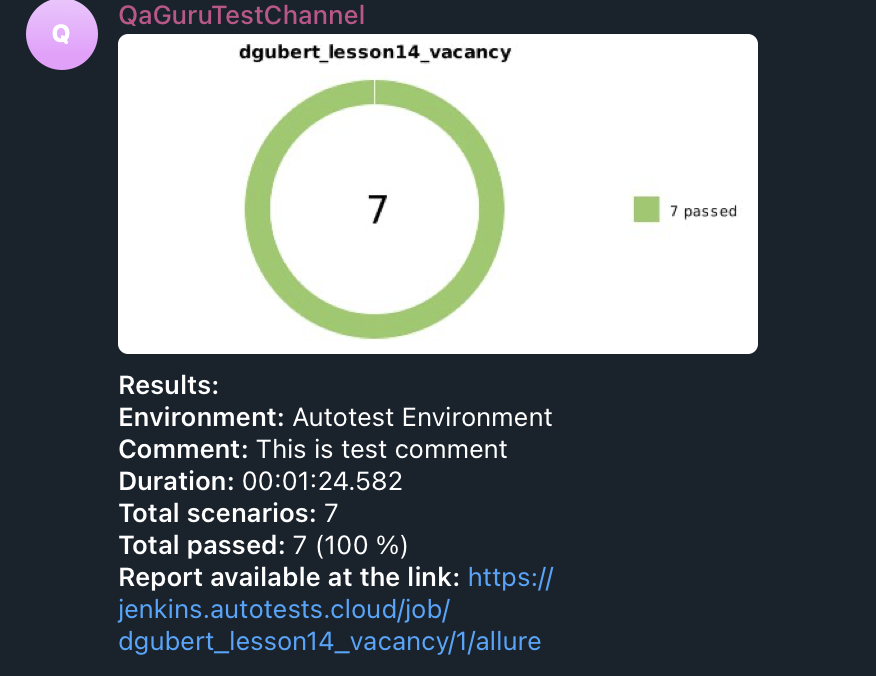 Q
QaGuruTestChannel
dgubert_lesson14_vacancy
7
7 passed
Results:
Environment: Autotest Environment
Comment: This is test comment
Duration: 00:01:24.582
Total scenarios: 7
Total passed: 7 (100 %)
Report available at the link: https://
jenkins.autotests.cloud/job/
dgubert_lesson14_vacancy/1/allure